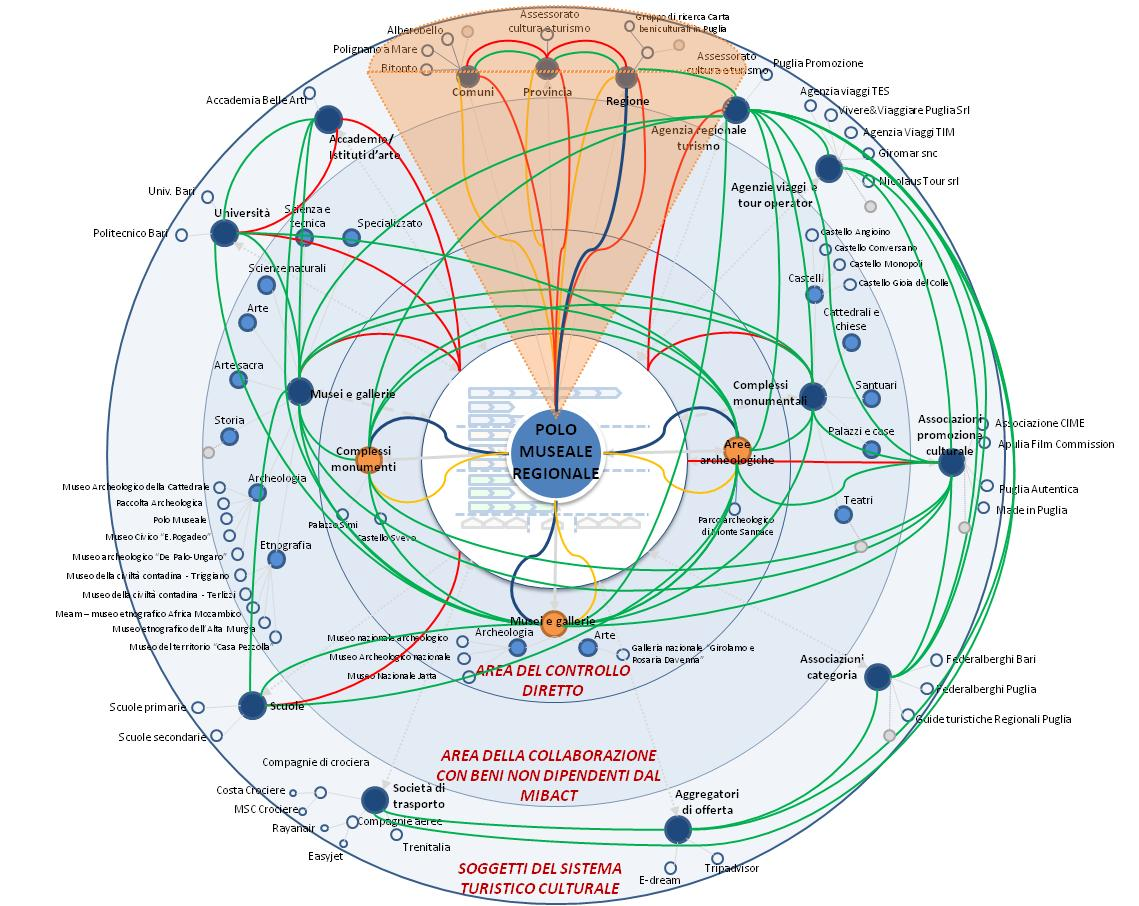 Assessorato
cultura e turismo
Gruppo di ricerca Carta
beni culturali in Puglia
Alberobello
Polignano a Mare
Bitonto
Assessorato
cultura e turismo
Puglia Promozione
Comuni
Provincia
Regione
Accademia Belle Arti
Accademie/
Istituti d'arte
Agenzia regionale
turismo
Agenzia viaggi TES
Vivere&Viaggiare Puglia Srl
Agenzia Viaggi TIM
Giromar snc
Nicolaus Tour srl
Agenzie viaggi e
tour operator
Univ. Bari
Università
Politecnico Bari
Scienza e
tecnica
Specializzato
Castello Angioino
Castello Conversano
Castello Monopoli
Castello Gioia del Colle
Scienze naturali
Castelli
Arte
Cattedrali e
chiese
Arte sacra
Musei e gallerie
Complessi
monumentali
Santuari
Storia
Palazzi e case
Associazioni
promozione
culturale
Associazione CIME
Apulia Film Commission
Complessi
monumenti
POLO
MUSEALE
REGIONALE
Aree
archeologiche
Archeologia
Museo Archeologico della Cattedrale
Raccolta Archeologica
Polo Museale
Museo Civico "E.Rogadeo"
Museo archeologico "De Palo-Ungaro"
Museo della civiltà contadina - Triggiano
Museo della civiltà contadina - Terlizzi
Meam – museo etnografico Africa Mozambico
Museo etnografico dell'Alta Murgia
Museo del territorio "Casa Pezzolla"
Etnografia
Palazzo Simi
Castello Svevo
Parco archeologico
di Monte Sannace
Teatri
Puglia Autentica
Made in Puglia
Musei e gallerie
Archeologia
Arte
Museo nazionale archeologico
Museo Archeologico nazionale
Museo Nazionale Jatta
Galleria nazionale "Girolamo e
Rosaria Davenna"
AREA DEL CONTROLLO
DIRETTO
Associazioni
categoria
Federalberghi Bari
Federalberghi Puglia
Guide turistiche Regionali Puglia
Scuole primarie
Scuole
Scuole secondarie
AREA DELLA COLLABORAZIONE
CON BENI NON DIPENDENTI DAL
MIBACT
Compagnie di crociera
Costa Crociere
MSC Crociere
Rayanair
Easyjet
Società di
trasporto
Compagnie aeree
Trenitalia
Aggregatori
di offerta
E-dream
Tripadvisor
SOGGETTI DEL SISTEMA
TURISTICO CULTURALE